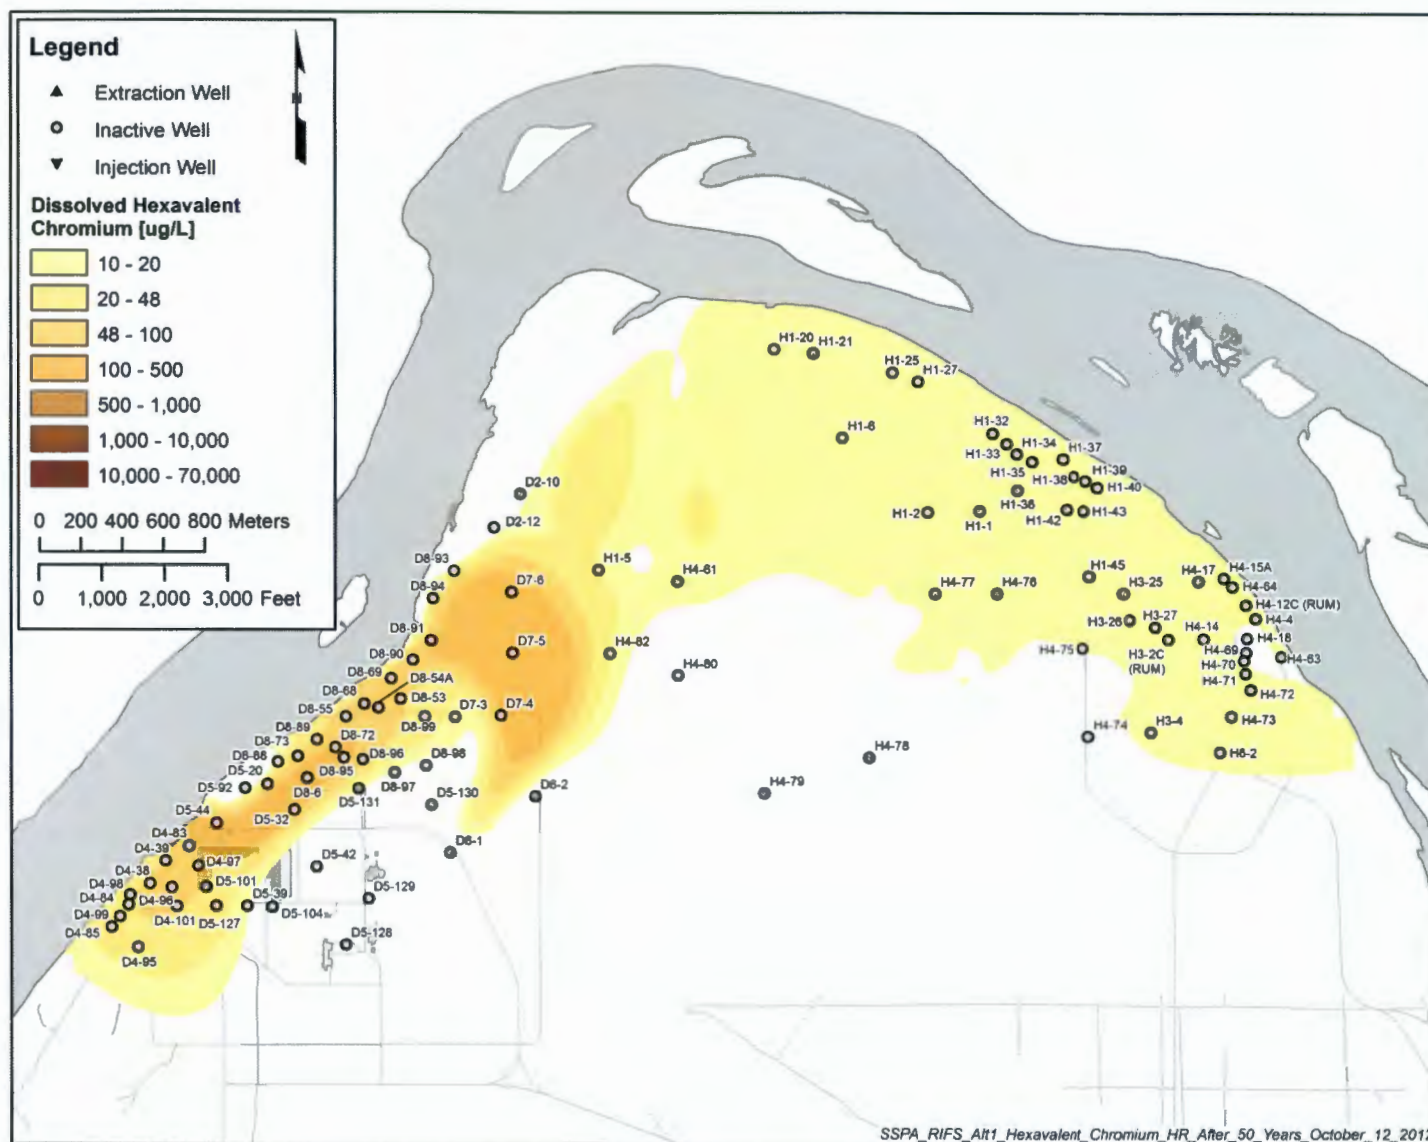 Legend
Extraction Well
Inactive Well
Injection Well
Dissolved Hexavalent
Chromium [ug/L]
10 - 20
20 - 48
48 - 100
100 - 500
500 - 1,000
1,000 - 10,000
10,000 - 70,000
0 200 400 600 800 Meters
0 1,000 2,000 3,000 Feet
H1-20
H1-21
H1-25
H1-27
H1-6
H1-32
H1-33
H1-34
H1-37
H1-35
H1-38
H1-39
H1-40
H1-36
H1-2
H1-1
H1-42
H1-43
D2-10
D2-12
D8-93
D8-94
D7-6
H1-5
H4-81
H4-77
H4-76
H1-45
H3-25
H4-17
H4-15A
H4-64
H4-12C (RUM)
H4-4
H3-26
H3-27
H4-14
H4-18
H4-75
H3-2C
(RUM)
H4-69
H4-70
H4-63
H4-71
H4-72
D8-91
D8-90
D7-5
H4-82
H4-80
D8-69
D8-54A
D8-68
D8-53
D8-55
D7-3
D7-4
D8-99
H4-73
H4-74
H3-4
H6-2
D8-89
D8-72
D8-73
D8-96
D8-98
D8-88
D8-95
D8-97
H4-78
H4-79
D5-20
D5-92
D8-6
D5-131
D5-130
D6-2
D5-44
D5-32
D4-83
D6-1
D4-39
D4-97
D5-42
D4-38
D5-101
D5-39
D5-129
D4-98
D4-84
D4-96
D4-99
D4-101
D5-127
D5-104
D4-85
D4-95
D5-128
SSPA_RIFS_Alt1_Hexavalent_Chromium_HR_After_50_Years_October_12_201